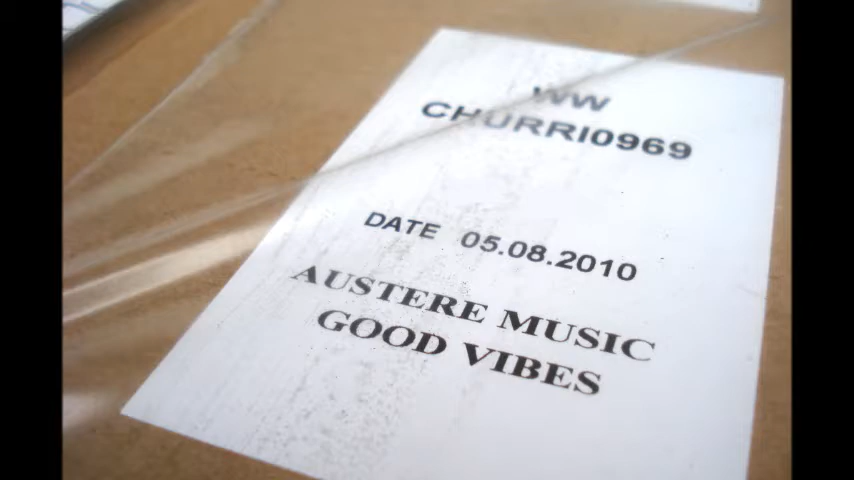 WW
CHURRI0969
DATE 05.08.2010
AUSTERE MUSIC
GOOD VIBES